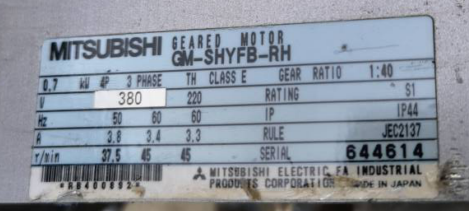 MITSUBISHI GEARED MOTOR
GM-SHYFB-RH
0.7 kW 4P 3 PHASE TH CLASS E GEAR RATIO 1:40
V 380 220 RATING S1
Hz 50 60 60 IP IP44
A 3.8 3.4 3.3 RULE JEC2137
r/min 37.5 45 45 SERIAL 644614
*RB400652* MITSUBISHI ELECTRIC FA INDUSTRIAL
PRODUCTS CORPORATION MADE IN JAPAN